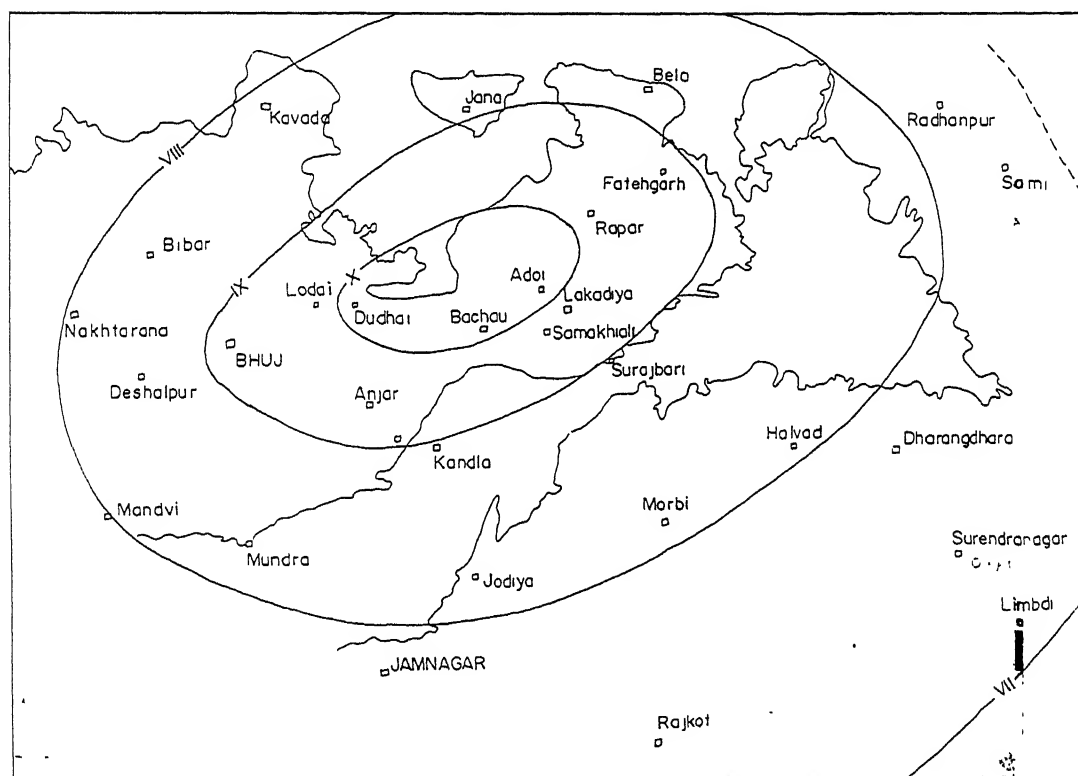 Bela
Jana
Kavada
Radhanpur
VIII
Fatehgarh
Sami
Rapar
Bibar
X
Adoi
IX
Lodai
Lakadiya
Dudhai
Nakhtarana
Bachau
Samakhiali
BHUJ
Surajbari
Deshalpur
Anjar
Halvad
Dharangdhara
Kandla
Mandvi
Morbi
Surendranagar
Mundra
Jodiya
Limbdi
JAMNAGAR
VII
Rajkot